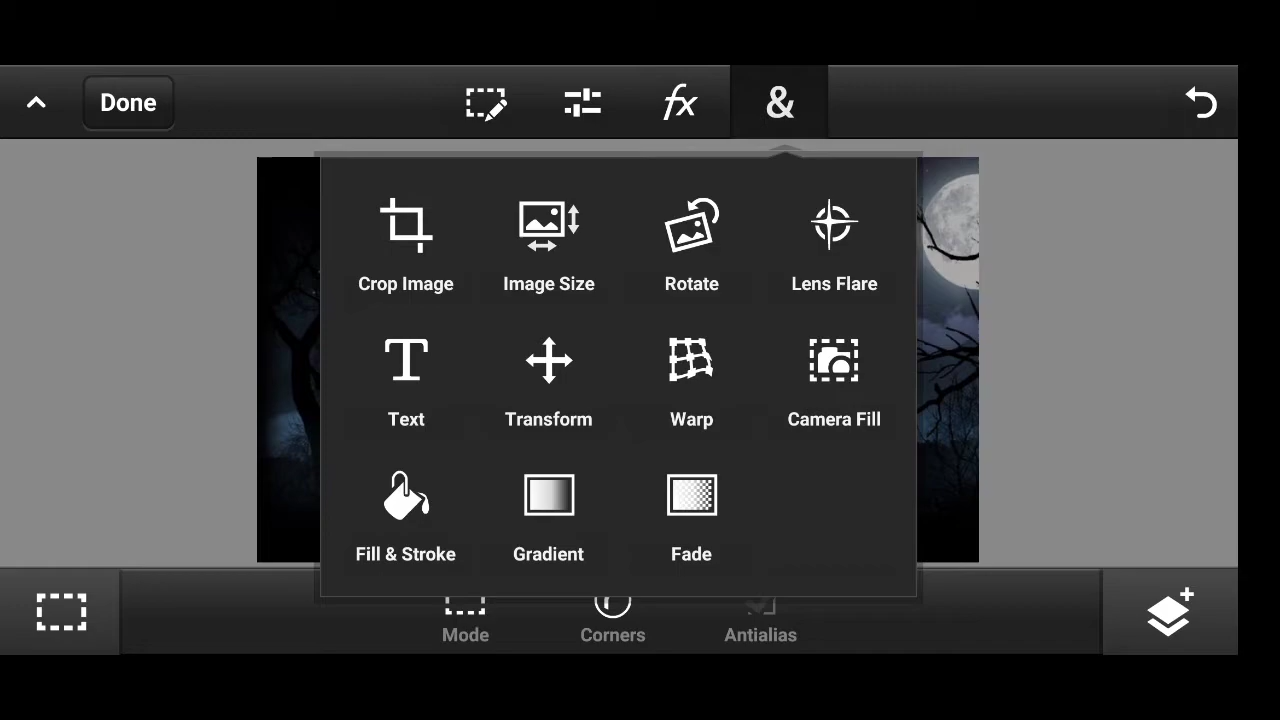 Done
fx
&
Crop Image
Image Size
Rotate
Lens Flare
Text
Transform
Warp
Camera Fill
Fill & Stroke
Gradient
Fade
Mode
Corners
Antialias